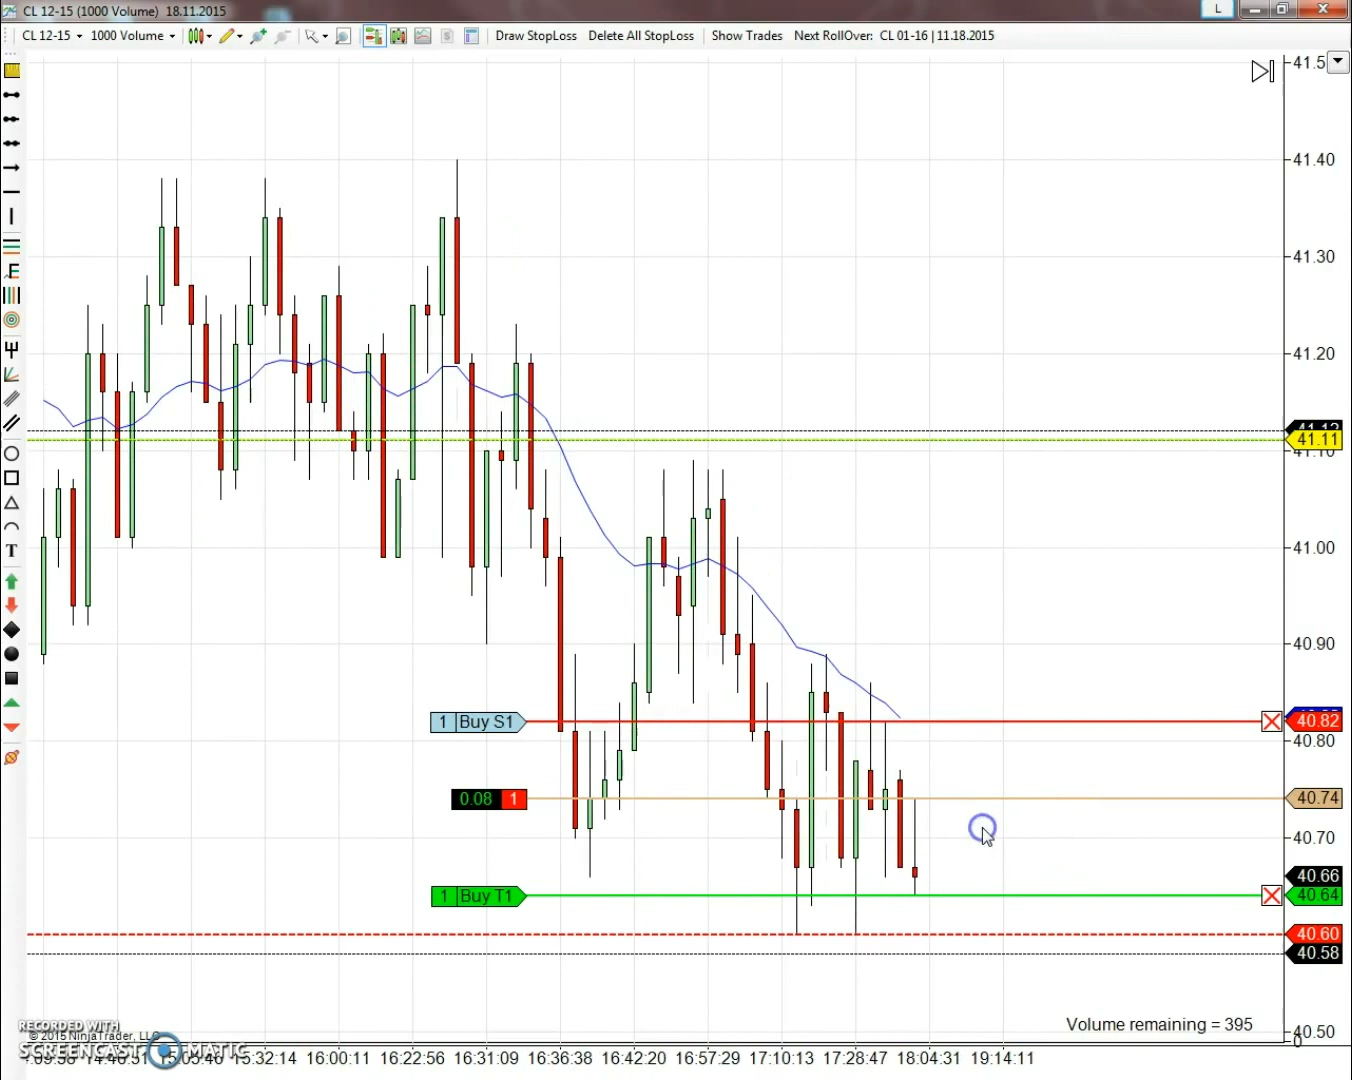 CL 12-15 (1000 Volume)  18.11.2015
L
CL 12-15 1000 Volume Draw StopLoss Delete All StopLoss Show Trades Next RollOver: CL 01-16 | 11.18.2015
F
T
41.5
41.40
41.30
41.20
41.12
41.11
41.10
41.00
40.90
1 Buy S1
40.82
40.80
0.08 1
40.74
40.70
40.66
1 Buy T1
40.64
40.60
40.58
Volume remaining = 395
40.50
0
RECORDED WITH
© 2015 NinjaTrader, LLC
SCREENCAST MATIC
15:32:14 16:00:11 16:22:56 16:31:09 16:36:38 16:42:20 16:57:29 17:10:13 17:28:47 18:04:31 19:14:11